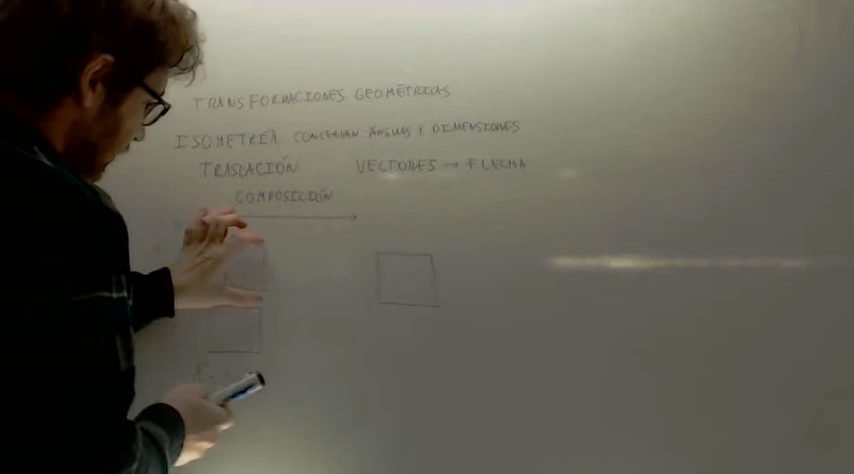 TRANSFORMACIONES GEOMÉTRICAS
ISOMETRÍA CONSERVAN ÁNGULOS Y DIMENSIONES
TRASLACIÓN VECTORES → FLECHA
COMPOSICIÓN